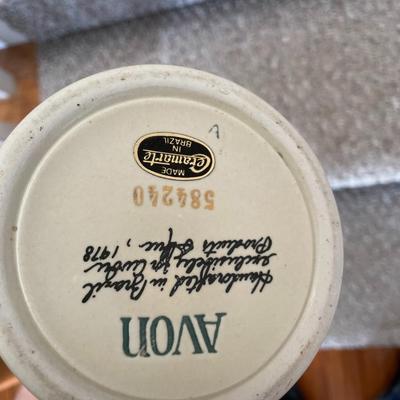 AVON
Handcrafted in Brazil
exclusively for Avon
Products Inc., 1978
584240
MADE
IN
BRAZIL
Ceramarte
A